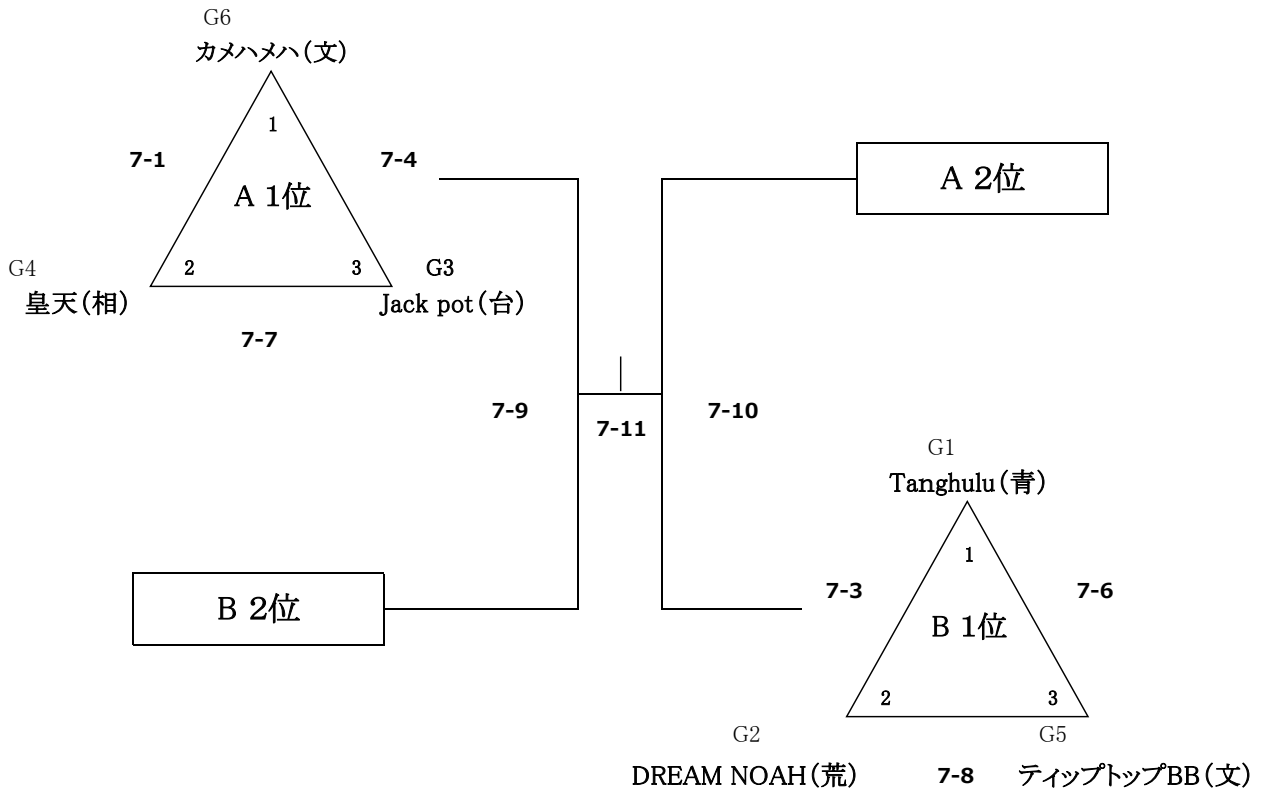 G6
カメハメハ（文）
1
7-1
7-4
A 1位
A 2位
2
3
G4
G3
皇天（相）
Jack pot（台）
7-7
7-9
7-11
7-10
G1
Tanghulu（青）
1
7-3
7-6
B 2位
B 1位
2
3
G2
G5
DREAM NOAH（荒）
7-8
ティップトップBB（文）